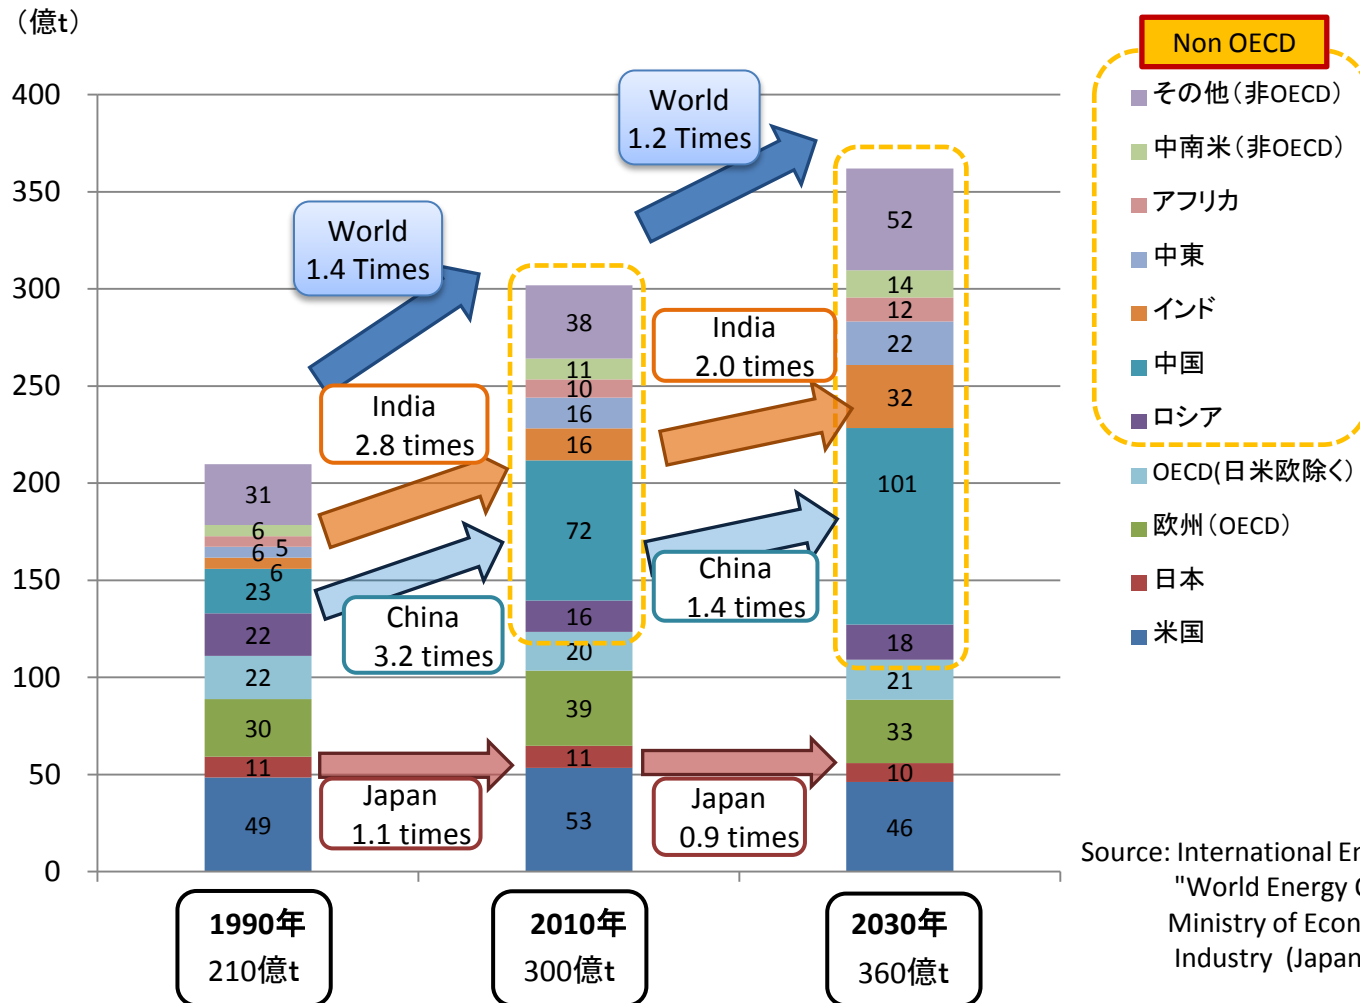 （億t）
400
350
300
250
200
150
100
50
0
World
1.4 Times
World
1.2 Times
India
2.8 times
India
2.0 times
China
3.2 times
China
1.4 times
Japan
1.1 times
Japan
0.9 times
31
6
5
6
6
23
22
22
30
11
49
38
11
10
16
16
72
16
20
39
11
53
52
14
12
22
32
101
18
21
33
10
46
1990年
210億t
2010年
300億t
2030年
360億t
Non OECD
その他（非OECD）
中南米（非OECD）
アフリカ
中東
インド
中国
ロシア
OECD(日米欧除く)
欧州（OECD）
日本
米国
Source: International
"World Energy
Ministry of
Industry (Japan